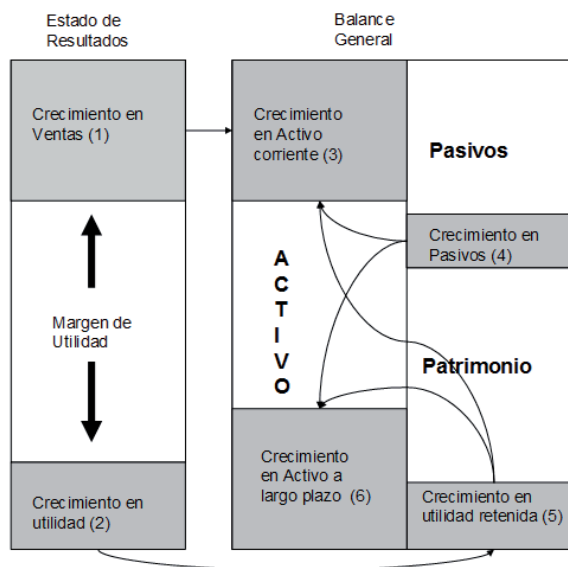 Estado de
Resultados
Balance
General
Crecimiento en
Ventas (1)
Crecimiento
en Activo
corriente (3)
Pasivos
Crecimiento en
Pasivos (4)
A
C
T
I
V
O
Margen de
Utilidad
Patrimonio
Crecimiento
en Activo a
largo plazo (6)
Crecimiento en
utilidad (2)
Crecimiento en
utilidad retenida (5)